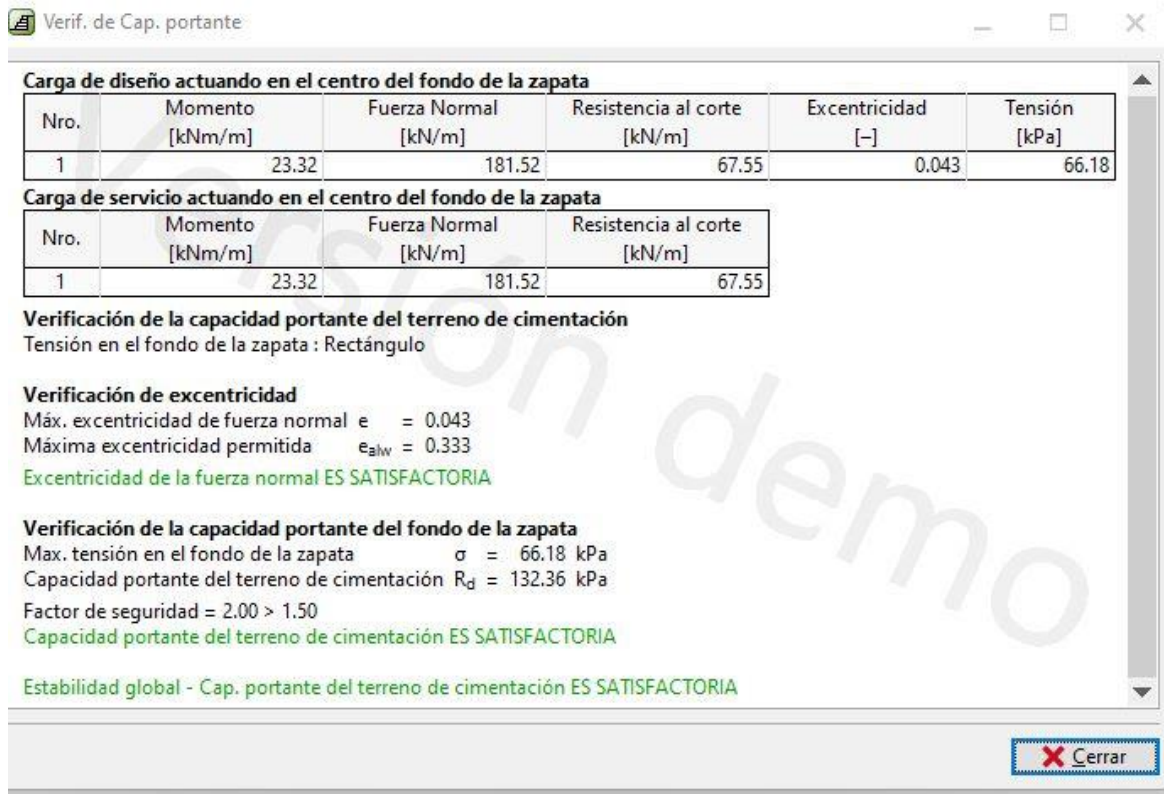 Verif. de Cap. portante
Carga de diseño actuando en el centro del fondo de la zapata
Nro. Momento Fuerza Normal Resistencia al corte Excentricidad Tensión
[kNm/m] [kN/m] [kN/m] [–] [kPa]
1 23.32 181.52 67.55 0.043 66.18
Carga de servicio actuando en el centro del fondo de la zapata
Nro. Momento Fuerza Normal Resistencia al corte
[kNm/m] [kN/m] [kN/m]
1 23.32 181.52 67.55
Verificación de la capacidad portante del terreno de cimentación
Tensión en el fondo de la zapata : Rectángulo
Verificación de excentricidad
Máx. excentricidad de fuerza normal e = 0.043
Máxima excentricidad permitida e_alw = 0.333
Excentricidad de la fuerza normal ES SATISFACTORIA
Verificación de la capacidad portante del fondo de la zapata
Max. tensión en el fondo de la zapata σ = 66.18 kPa
Capacidad portante del terreno de cimentación R_d = 132.36 kPa
Factor de seguridad = 2.00 > 1.50
Capacidad portante del terreno de cimentación ES SATISFACTORIA
Estabilidad global - Cap. portante del terreno de cimentación ES SATISFACTORIA
Versión demo
Cerrar